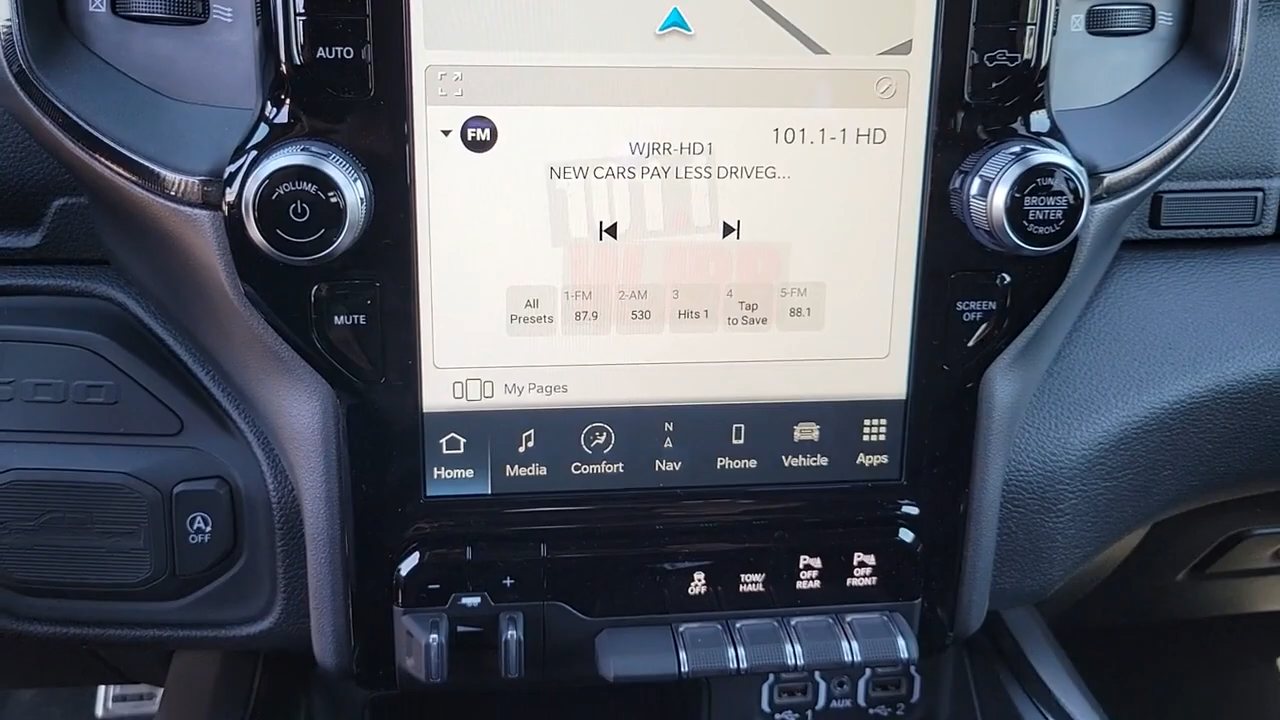 AUTO
FM
WJRR-HD1
101.1-1 HD
NEW CARS PAY LESS DRIVEG...
VOLUME
TUNE
BROWSE
ENTER
SCROLL
All
Presets
1-FM
87.9
2-AM
530
3
Hits 1
4
Tap
to Save
5-FM
88.1
MUTE
SCREEN
OFF
My Pages
Home
Media
Comfort
N
Nav
Phone
Vehicle
Apps
A
OFF
- +
OFF
TOW/
HAUL
P
OFF
REAR
P
OFF
FRONT
1
AUX
2